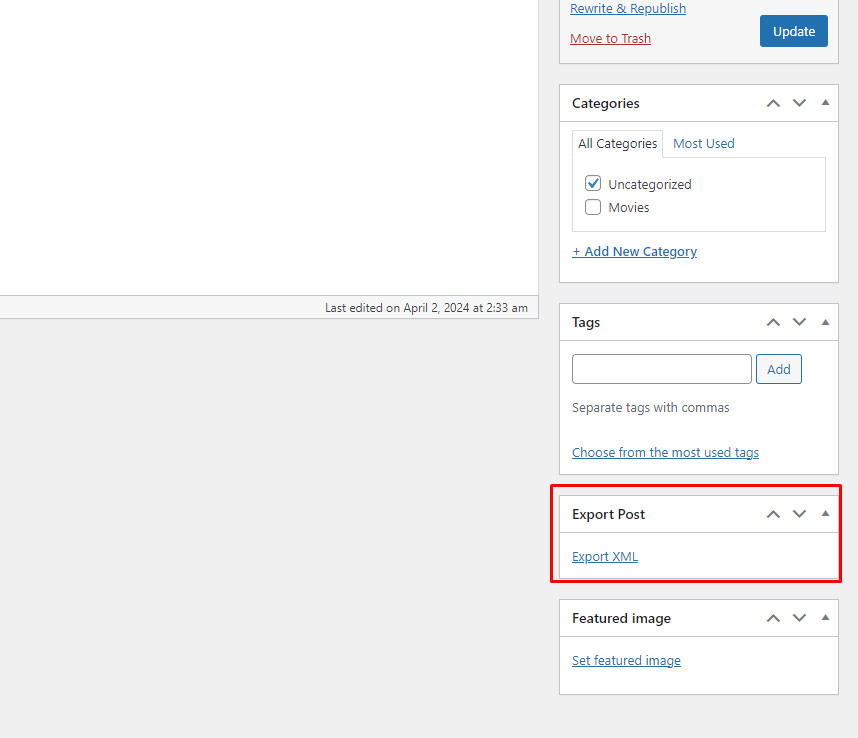 Rewrite & Republish
Move to Trash
Update
Categories
All Categories
Most Used
Uncategorized
Movies
+ Add New Category
Last edited on April 2, 2024 at 2:33 am
Tags
Add
Separate tags with commas
Choose from the most used tags
Export Post
Export XML
Featured image
Set featured image